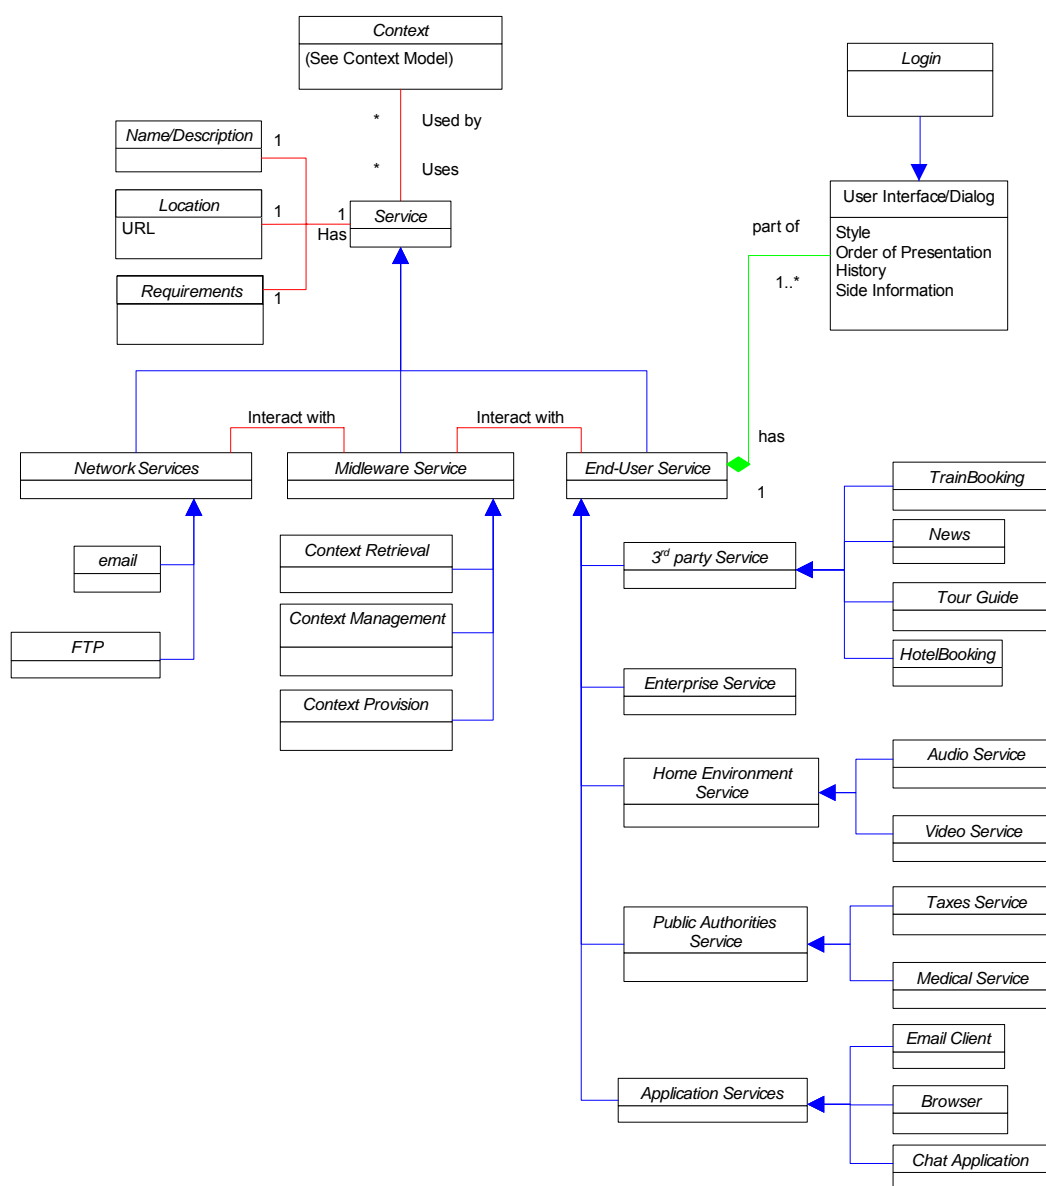 Context
(See Context Model)
Login
* Used by
Name/Description
1
* Uses
User Interface/Dialog
Location
URL
1
1
Has
Service
part of
Style
Order of Presentation
History
Side Information
1..*
Requirements
1
Interact with
Interact with
has
Network Services
Midleware Service
End-User Service
1
TrainBooking
email
Context Retrieval
3rd party Service
News
Tour Guide
Context Management
FTP
HotelBooking
Enterprise Service
Context Provision
Audio Service
Home Environment
Service
Video Service
Taxes Service
Public Authorities
Service
Medical Service
Email Client
Application Services
Browser
Chat Application